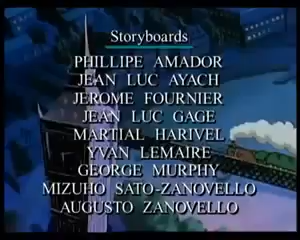 Storyboards
PHILLIPE AMADOR
JEAN LUC AYACH
JEROME FOURNIER
JEAN LUC GAGE
MARTIAL HARIVEL
YVAN LEMAIRE
GEORGE MURPHY
MIZUHO SATO-ZANOVELLO
AUGUSTO ZANOVELLO